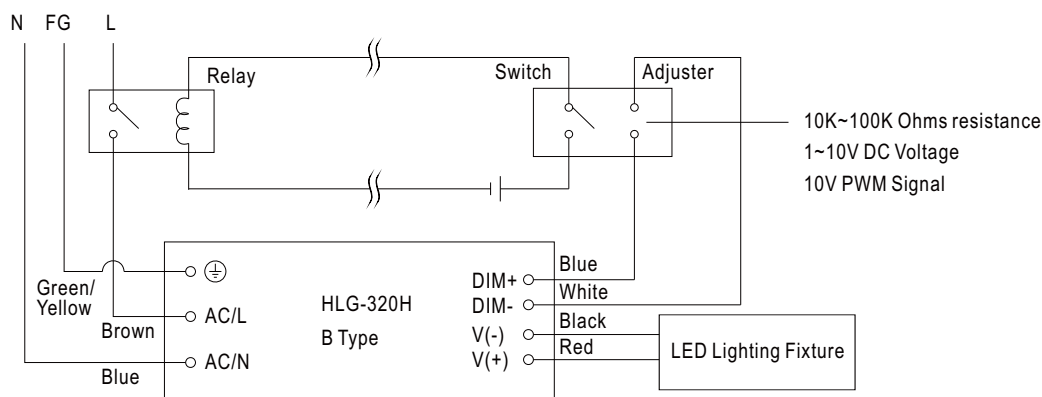 N FG L
Relay
Switch
Adjuster
10K~100K Ohms resistance
1~10V DC Voltage
10V PWM Signal
Green/
Yellow
Brown
Blue
AC/L
AC/N
HLG-320H
B Type
DIM+
DIM-
V(-)
V(+)
Blue
White
Black
Red
LED Lighting Fixture